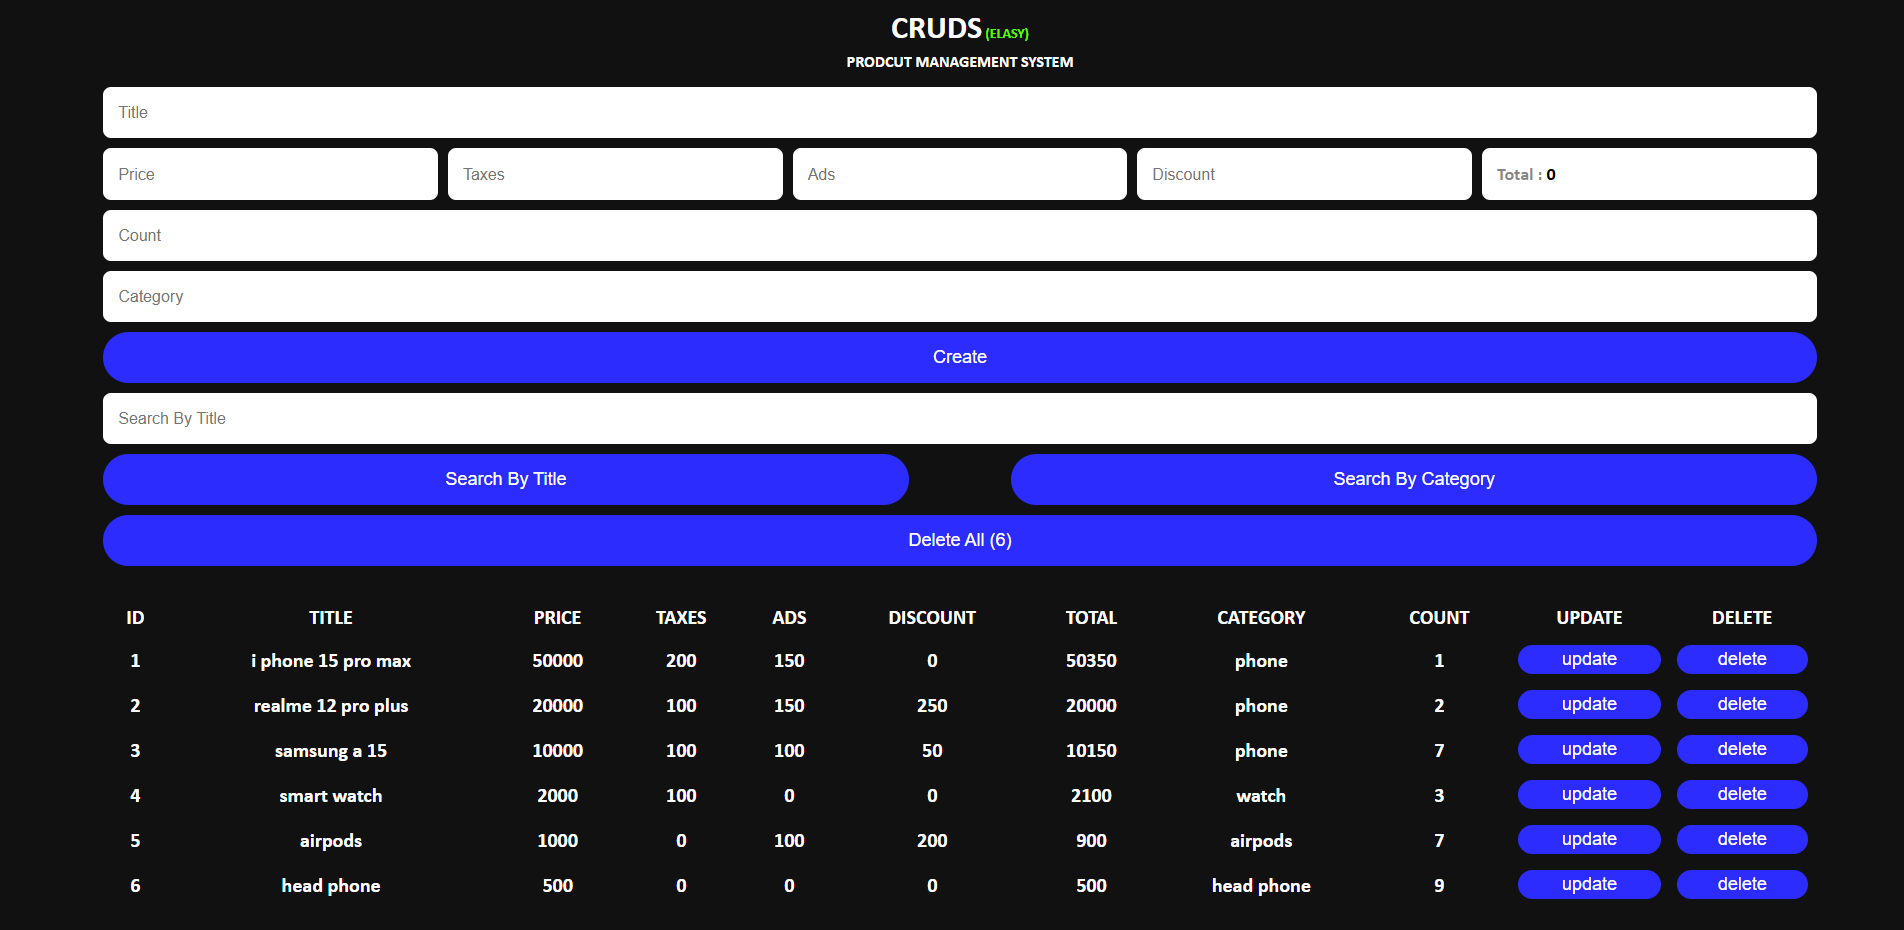 CRUDS (ELASY)
PRODCUT MANAGEMENT SYSTEM
Title
Price Taxes Ads Discount Total : 0
Count
Category
Create
Search By Title
Search By Title Search By Category
Delete All (6)
ID TITLE PRICE TAXES ADS DISCOUNT TOTAL CATEGORY COUNT UPDATE DELETE
1 i phone 15 pro max 50000 200 150 0 50350 phone 1 update delete
2 realme 12 pro plus 20000 100 150 250 20000 phone 2 update delete
3 samsung a 15 10000 100 100 50 10150 phone 7 update delete
4 smart watch 2000 100 0 0 2100 watch 3 update delete
5 airpods 1000 0 100 200 900 airpods 7 update delete
6 head phone 500 0 0 0 500 head phone 9 update delete